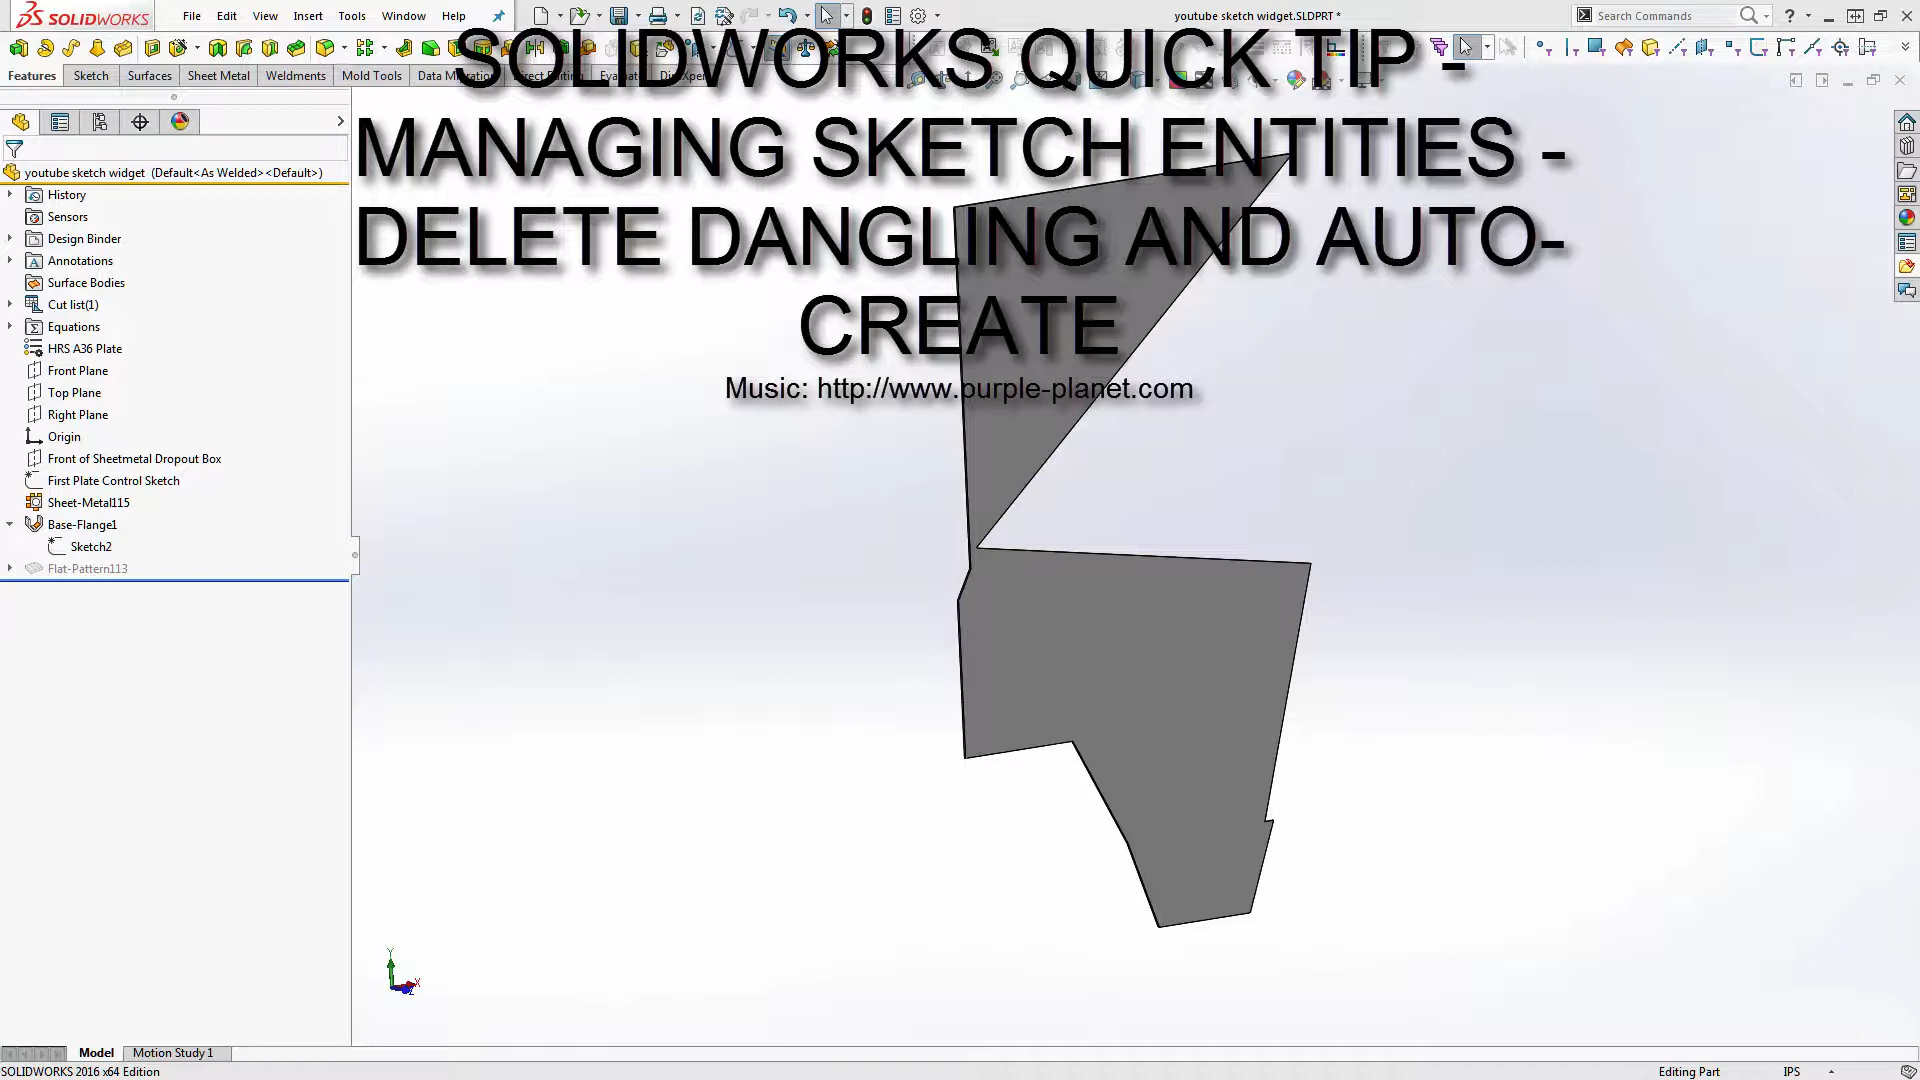 SOLIDWORKS
File Edit View Insert Tools Window Help
youtube sketch widget.SLDPRT *
Search Commands
Features Sketch Surfaces Sheet Metal Weldments Mold Tools Data Migration Direct Editing Evaluate DimXpert
SOLIDWORKS QUICK TIP -
MANAGING SKETCH ENTITIES -
DELETE DANGLING AND AUTO-
CREATE
Music: http://www.purple-planet.com
youtube sketch widget (Default<As Welded><Default>)
History
Sensors
Design Binder
Annotations
Surface Bodies
Cut list(1)
Equations
HRS A36 Plate
Front Plane
Top Plane
Right Plane
Origin
Front of Sheetmetal Dropout Box
First Plate Control Sketch
Sheet-Metal115
Base-Flange1
Sketch2
Flat-Pattern113
Y
X
Z
Model Motion Study 1
SOLIDWORKS 2016 x64 Edition
Editing Part
IPS